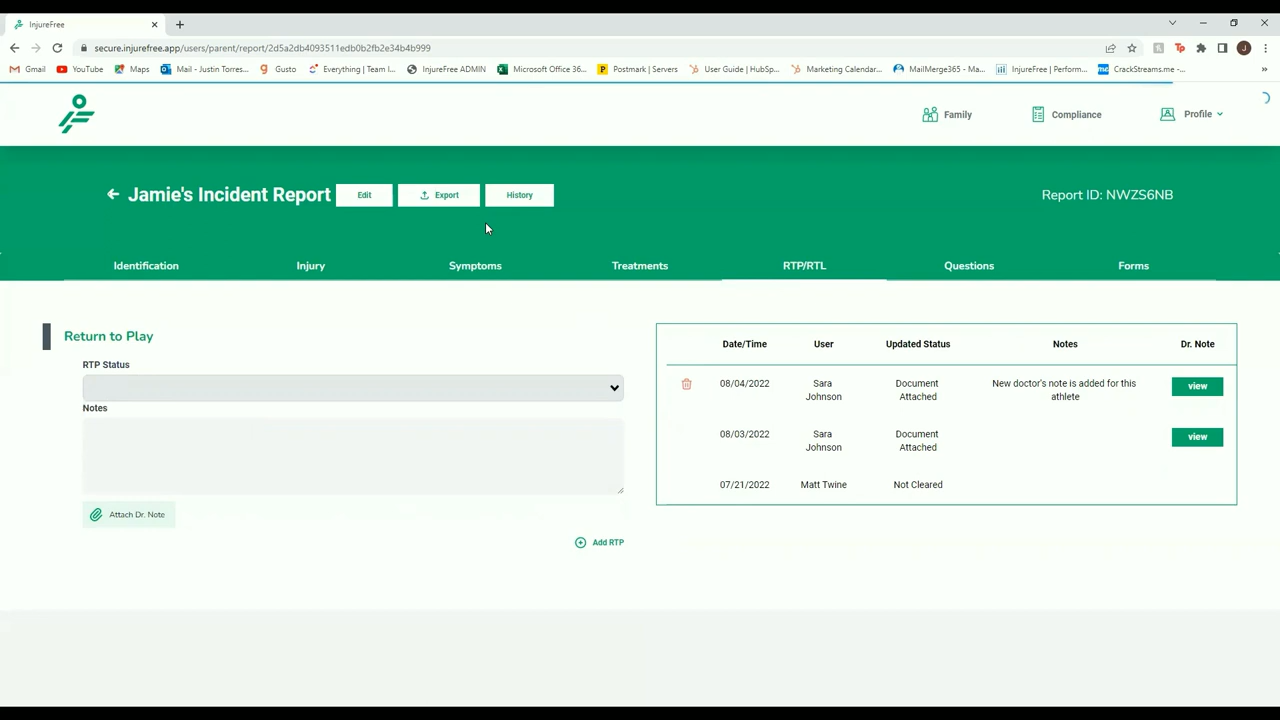 InjureFree
secure.injurefree.app/users/parent/report/2d5a2db4093511edb0b2fb2e34b4b999
J
Gmail YouTube Maps Mail - Justin Torres... Gusto Everything | Team I... InjureFree ADMIN Microsoft Office 36... Postmark | Servers User Guide | HubSp... Marketing Calendar... MailMerge365 - Ma... InjureFree | Perform... CrackStreams.me -... »
Family Compliance Profile
Jamie's Incident Report Edit Export History Report ID: NWZS6NB
Identification Injury Symptoms Treatments RTP/RTL Questions Forms
Return to Play
RTP Status
Notes
Attach Dr. Note
Add RTP
Date/Time User Updated Status Notes Dr. Note
08/04/2022 Sara Johnson Document Attached New doctor's note is added for this athlete view
08/03/2022 Sara Johnson Document Attached view
07/21/2022 Matt Twine Not Cleared